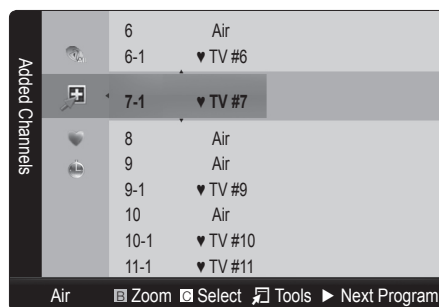 Added Channels
6 Air
6-1 ♥ TV #6
7-1 ♥ TV #7
8 Air
9 Air
9-1 ♥ TV #9
10 Air
10-1 ♥ TV #10
11-1 ♥ TV #11
Air B Zoom C Select Tools ► Next Program